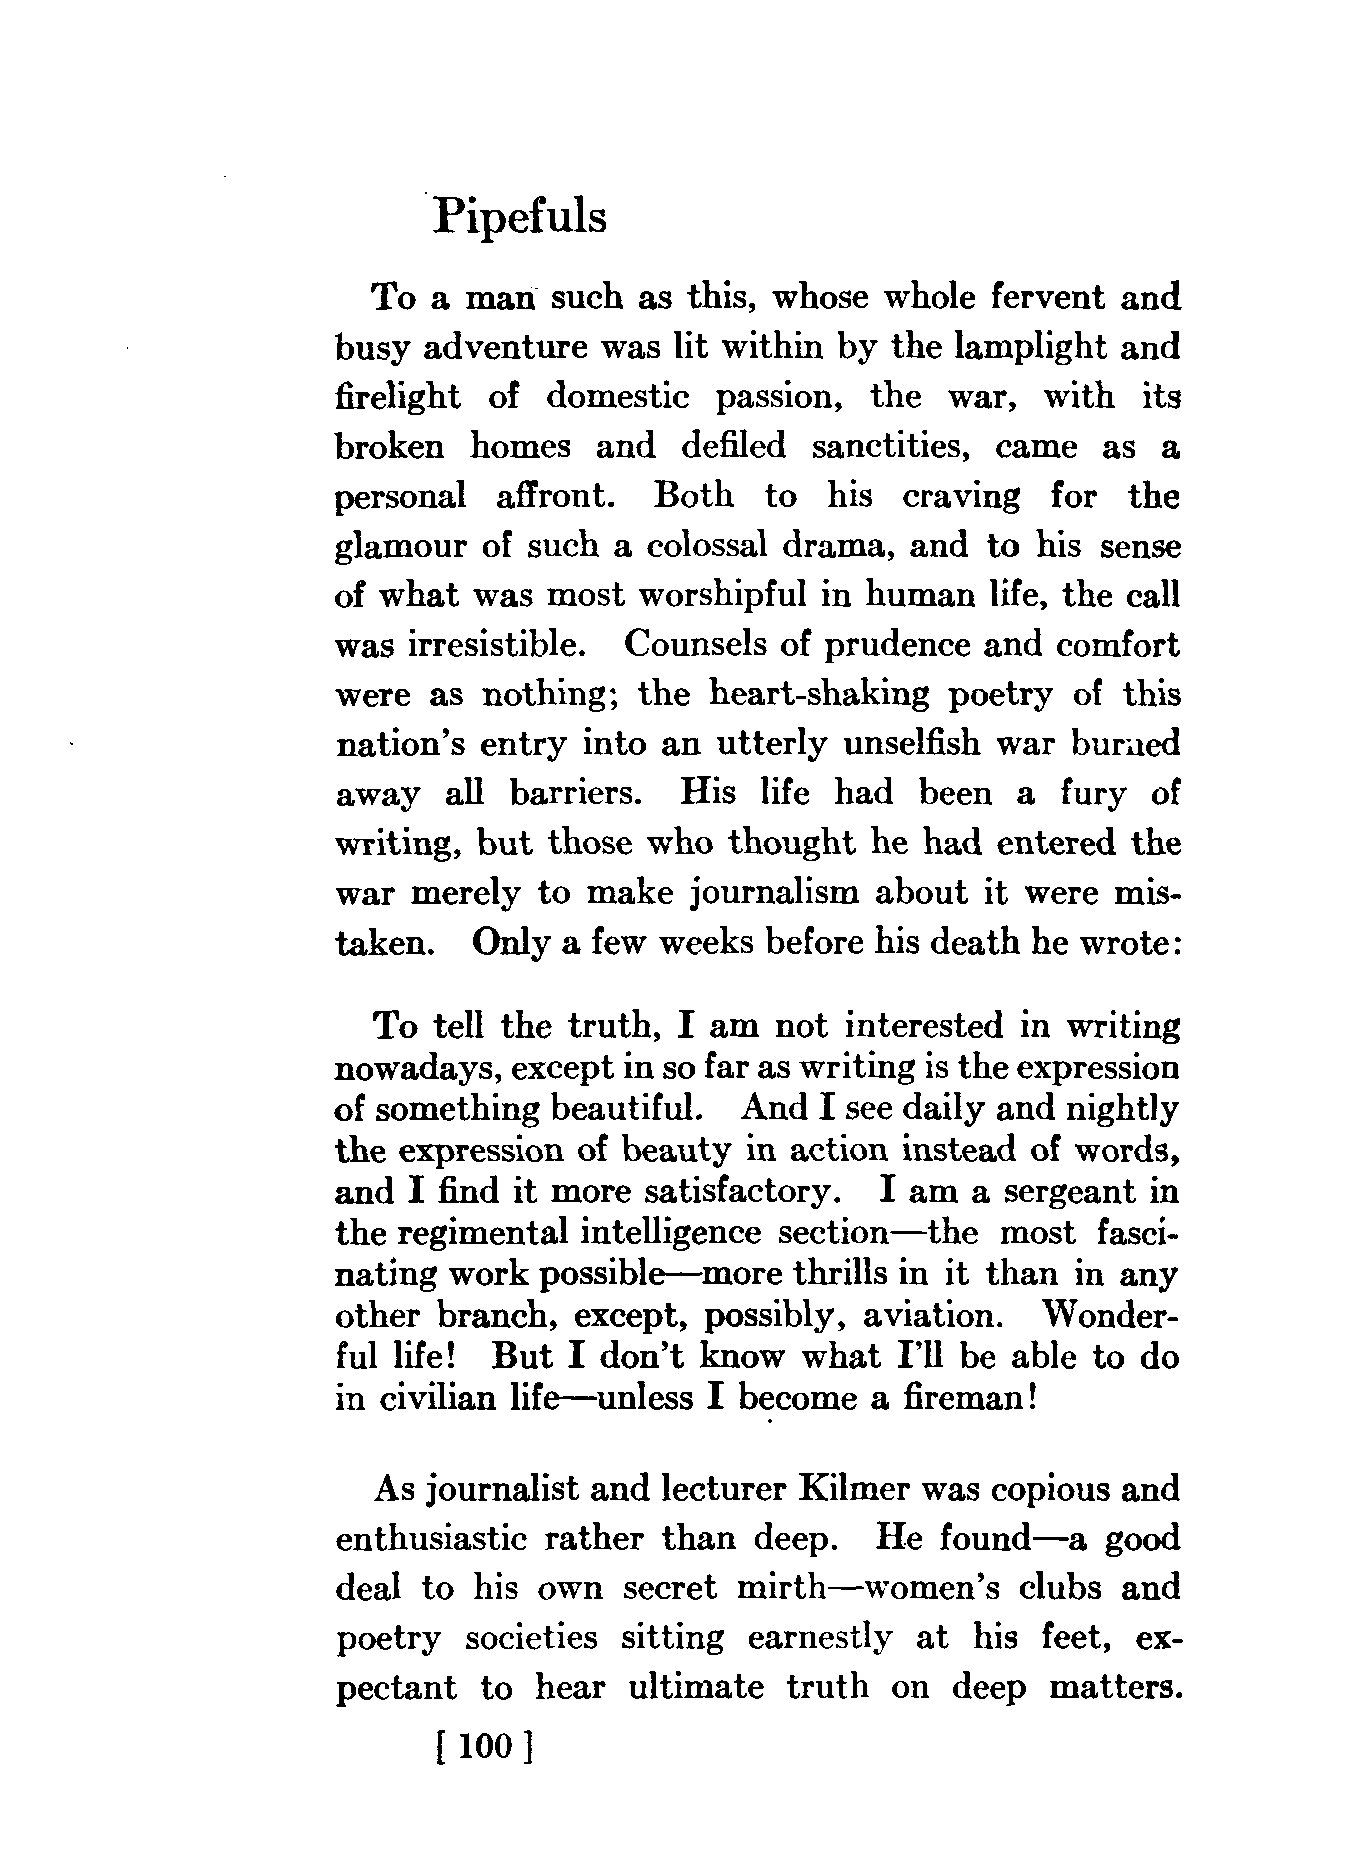 Pipefuls
To a man such as this, whose whole fervent and
busy adventure was lit within by the lamplight and
firelight of domestic passion, the war, with its
broken homes and defiled sanctities, came as a
personal affront. Both to his craving for the
glamour of such a colossal drama, and to his sense
of what was most worshipful in human life, the call
was irresistible. Counsels of prudence and comfort
were as nothing; the heart-shaking poetry of this
nation's entry into an utterly unselfish war burned
away all barriers. His life had been a fury of
writing, but those who thought he had entered the
war merely to make journalism about it were mis-
taken. Only a few weeks before his death he wrote:
To tell the truth, I am not interested in writing
nowadays, except in so far as writing is the expression
of something beautiful. And I see daily and nightly
the expression of beauty in action instead of words,
and I find it more satisfactory. I am a sergeant in
the regimental intelligence section—the most fasci-
nating work possible—more thrills in it than in any
other branch, except, possibly, aviation. Wonder-
ful life! But I don't know what I'll be able to do
in civilian life—unless I become a fireman!
As journalist and lecturer Kilmer was copious and
enthusiastic rather than deep. He found—a good
deal to his own secret mirth—women's clubs and
poetry societies sitting earnestly at his feet, ex-
pectant to hear ultimate truth on deep matters.
[ 100 ]